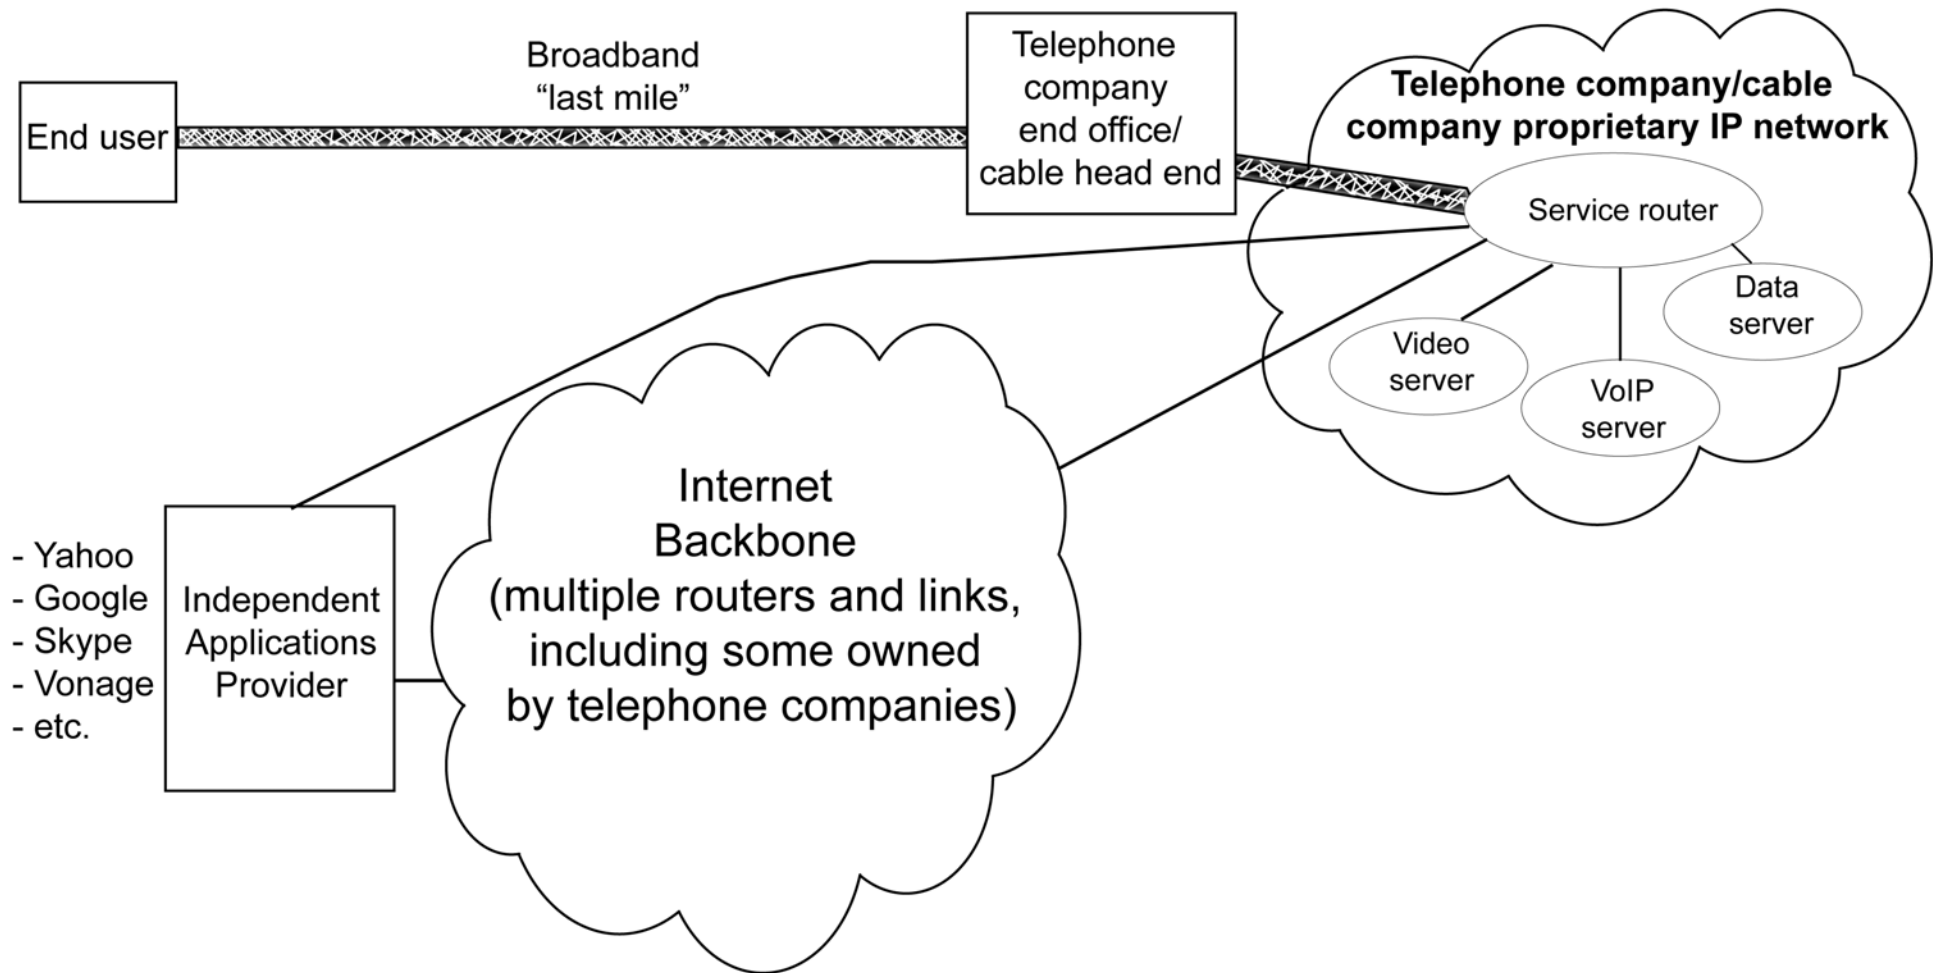 End user
Broadband
“last mile”
Telephone
company
end office/
cable head end
Telephone company/cable
company proprietary IP network
Service router
Data
server
Video
server
VoIP
server
Internet
Backbone
(multiple routers and links,
including some owned
by telephone companies)
- Yahoo
- Google
- Skype
- Vonage
- etc.
Independent
Applications
Provider